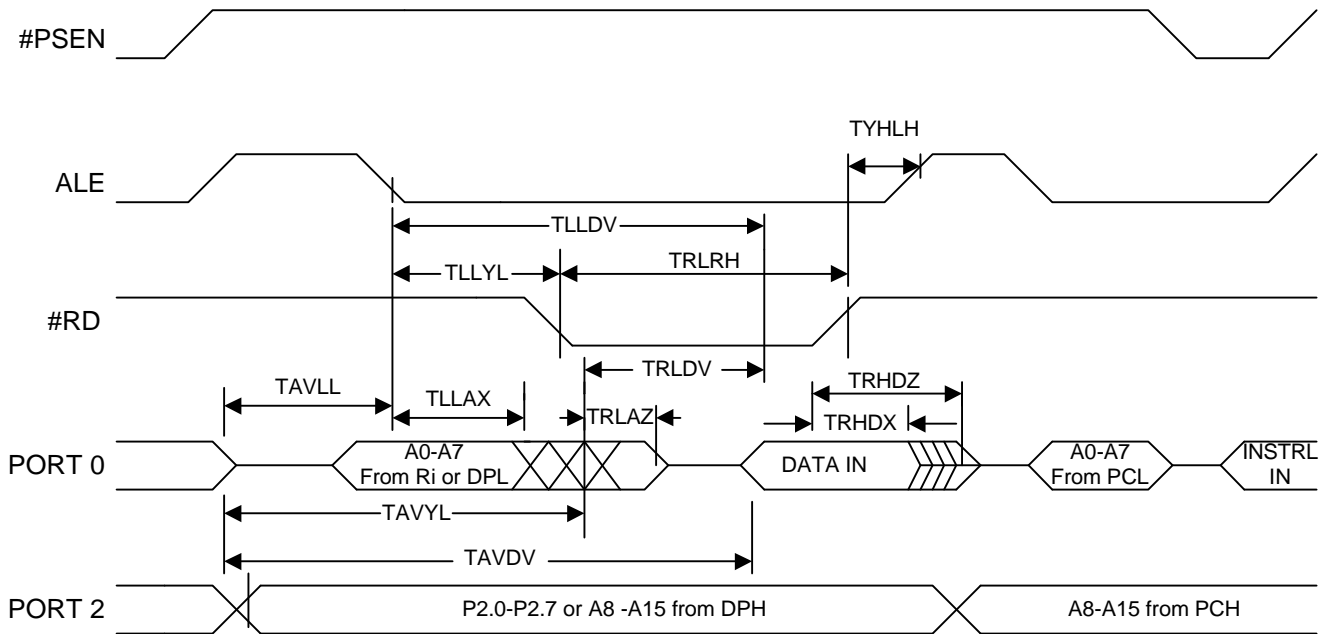 #PSEN
TYHLH
ALE
TLLDV
TLLYL
TRLRH
#RD
TRLDV
TAVLL
TLLAX
TRLAZ
TRHDZ
TRHDX
PORT 0
A0-A7
From Ri or DPL
DATA IN
A0-A7
From PCL
INSTRL
IN
TAVYL
TAVDV
PORT 2
P2.0-P2.7 or A8 -A15 from DPH
A8-A15 from PCH